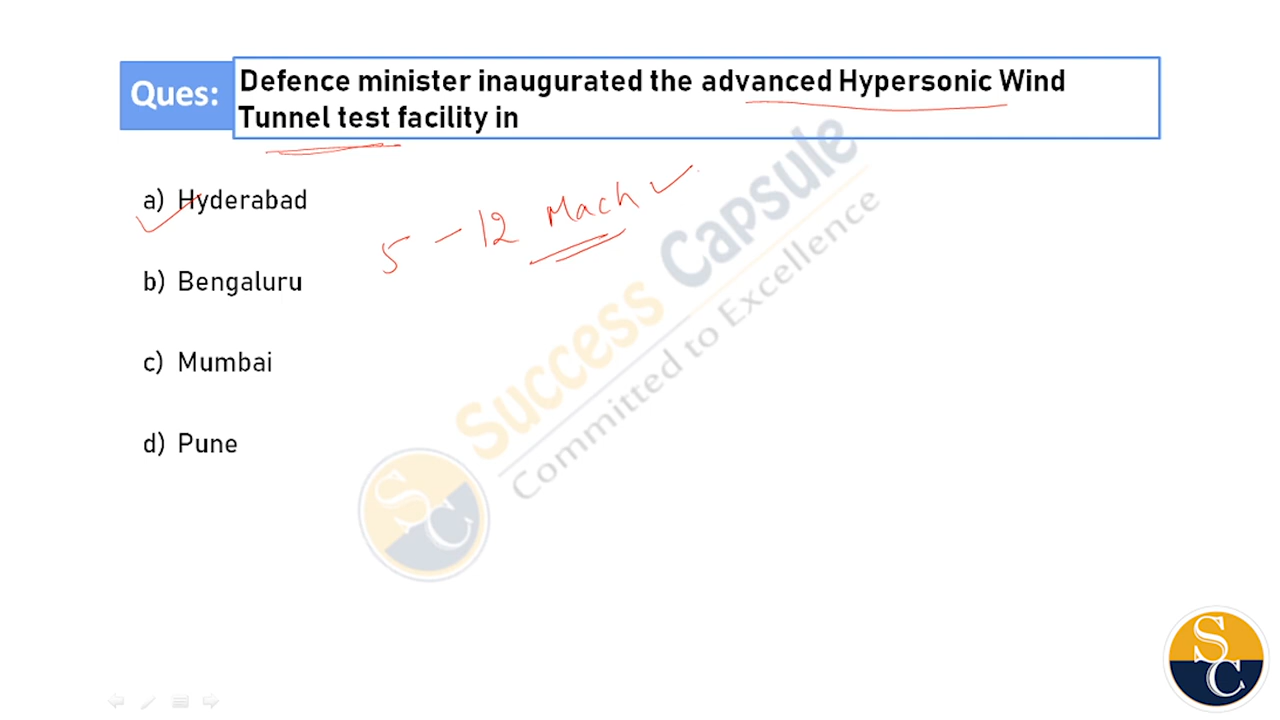 Ques:
Defence minister inaugurated the advanced Hypersonic Wind
Tunnel test facility in
a) Hyderabad
5 - 12 Mach
b) Bengaluru
c) Mumbai
d) Pune
Success Capsule
Committed to Excellence
SC
SC